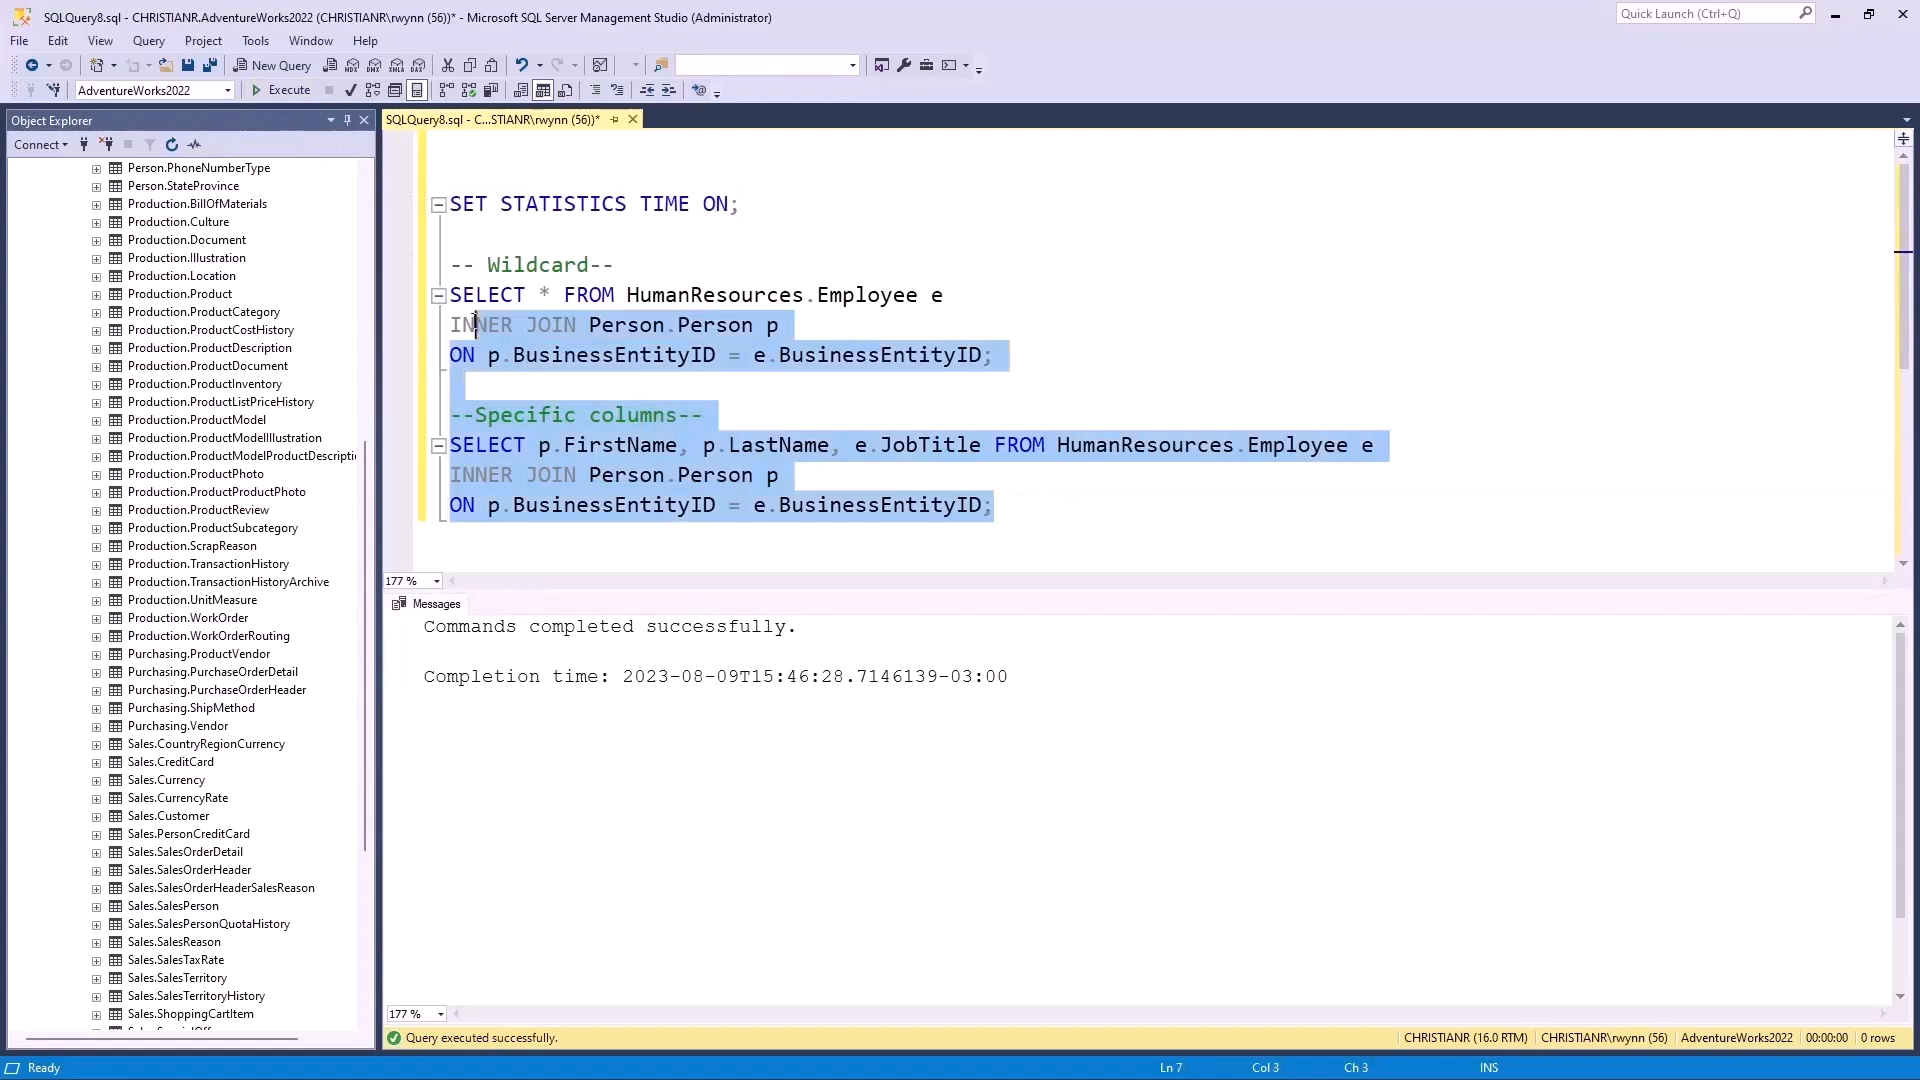 SQLQuery8.sql - CHRISTIANR.AdventureWorks2022 (CHRISTIANR\rwynn (56))* - Microsoft SQL Server Management Studio (Administrator)
Quick Launch (Ctrl+Q)
File Edit View Query Project Tools Window Help
New Query
AdventureWorks2022
Execute
Object Explorer
Connect
Person.PhoneNumberType
Person.StateProvince
Production.BillOfMaterials
Production.Culture
Production.Document
Production.Illustration
Production.Location
Production.Product
Production.ProductCategory
Production.ProductCostHistory
Production.ProductDescription
Production.ProductDocument
Production.ProductInventory
Production.ProductListPriceHistory
Production.ProductModel
Production.ProductModelIllustration
Production.ProductModelProductDescripti
Production.ProductPhoto
Production.ProductProductPhoto
Production.ProductReview
Production.ProductSubcategory
Production.ScrapReason
Production.TransactionHistory
Production.TransactionHistoryArchive
Production.UnitMeasure
Production.WorkOrder
Production.WorkOrderRouting
Purchasing.ProductVendor
Purchasing.PurchaseOrderDetail
Purchasing.PurchaseOrderHeader
Purchasing.ShipMethod
Purchasing.Vendor
Sales.CountryRegionCurrency
Sales.CreditCard
Sales.Currency
Sales.CurrencyRate
Sales.Customer
Sales.PersonCreditCard
Sales.SalesOrderDetail
Sales.SalesOrderHeader
Sales.SalesOrderHeaderSalesReason
Sales.SalesPerson
Sales.SalesPersonQuotaHistory
Sales.SalesReason
Sales.SalesTaxRate
Sales.SalesTerritory
Sales.SalesTerritoryHistory
Sales.ShoppingCartItem
SQLQuery8.sql - C...STIANR\rwynn (56))*
SET STATISTICS TIME ON;
-- Wildcard--
SELECT * FROM HumanResources.Employee e
INNER JOIN Person.Person p
ON p.BusinessEntityID = e.BusinessEntityID;
--Specific columns--
SELECT p.FirstName, p.LastName, e.JobTitle FROM HumanResources.Employee e
INNER JOIN Person.Person p
ON p.BusinessEntityID = e.BusinessEntityID;
177 %
Messages
Commands completed successfully.
Completion time: 2023-08-09T15:46:28.7146139-03:00
177 %
Query executed successfully.
CHRISTIANR (16.0 RTM) CHRISTIANR\rwynn (56) AdventureWorks2022 00:00:00 0 rows
Ready Ln 7 Col 3 Ch 3 INS